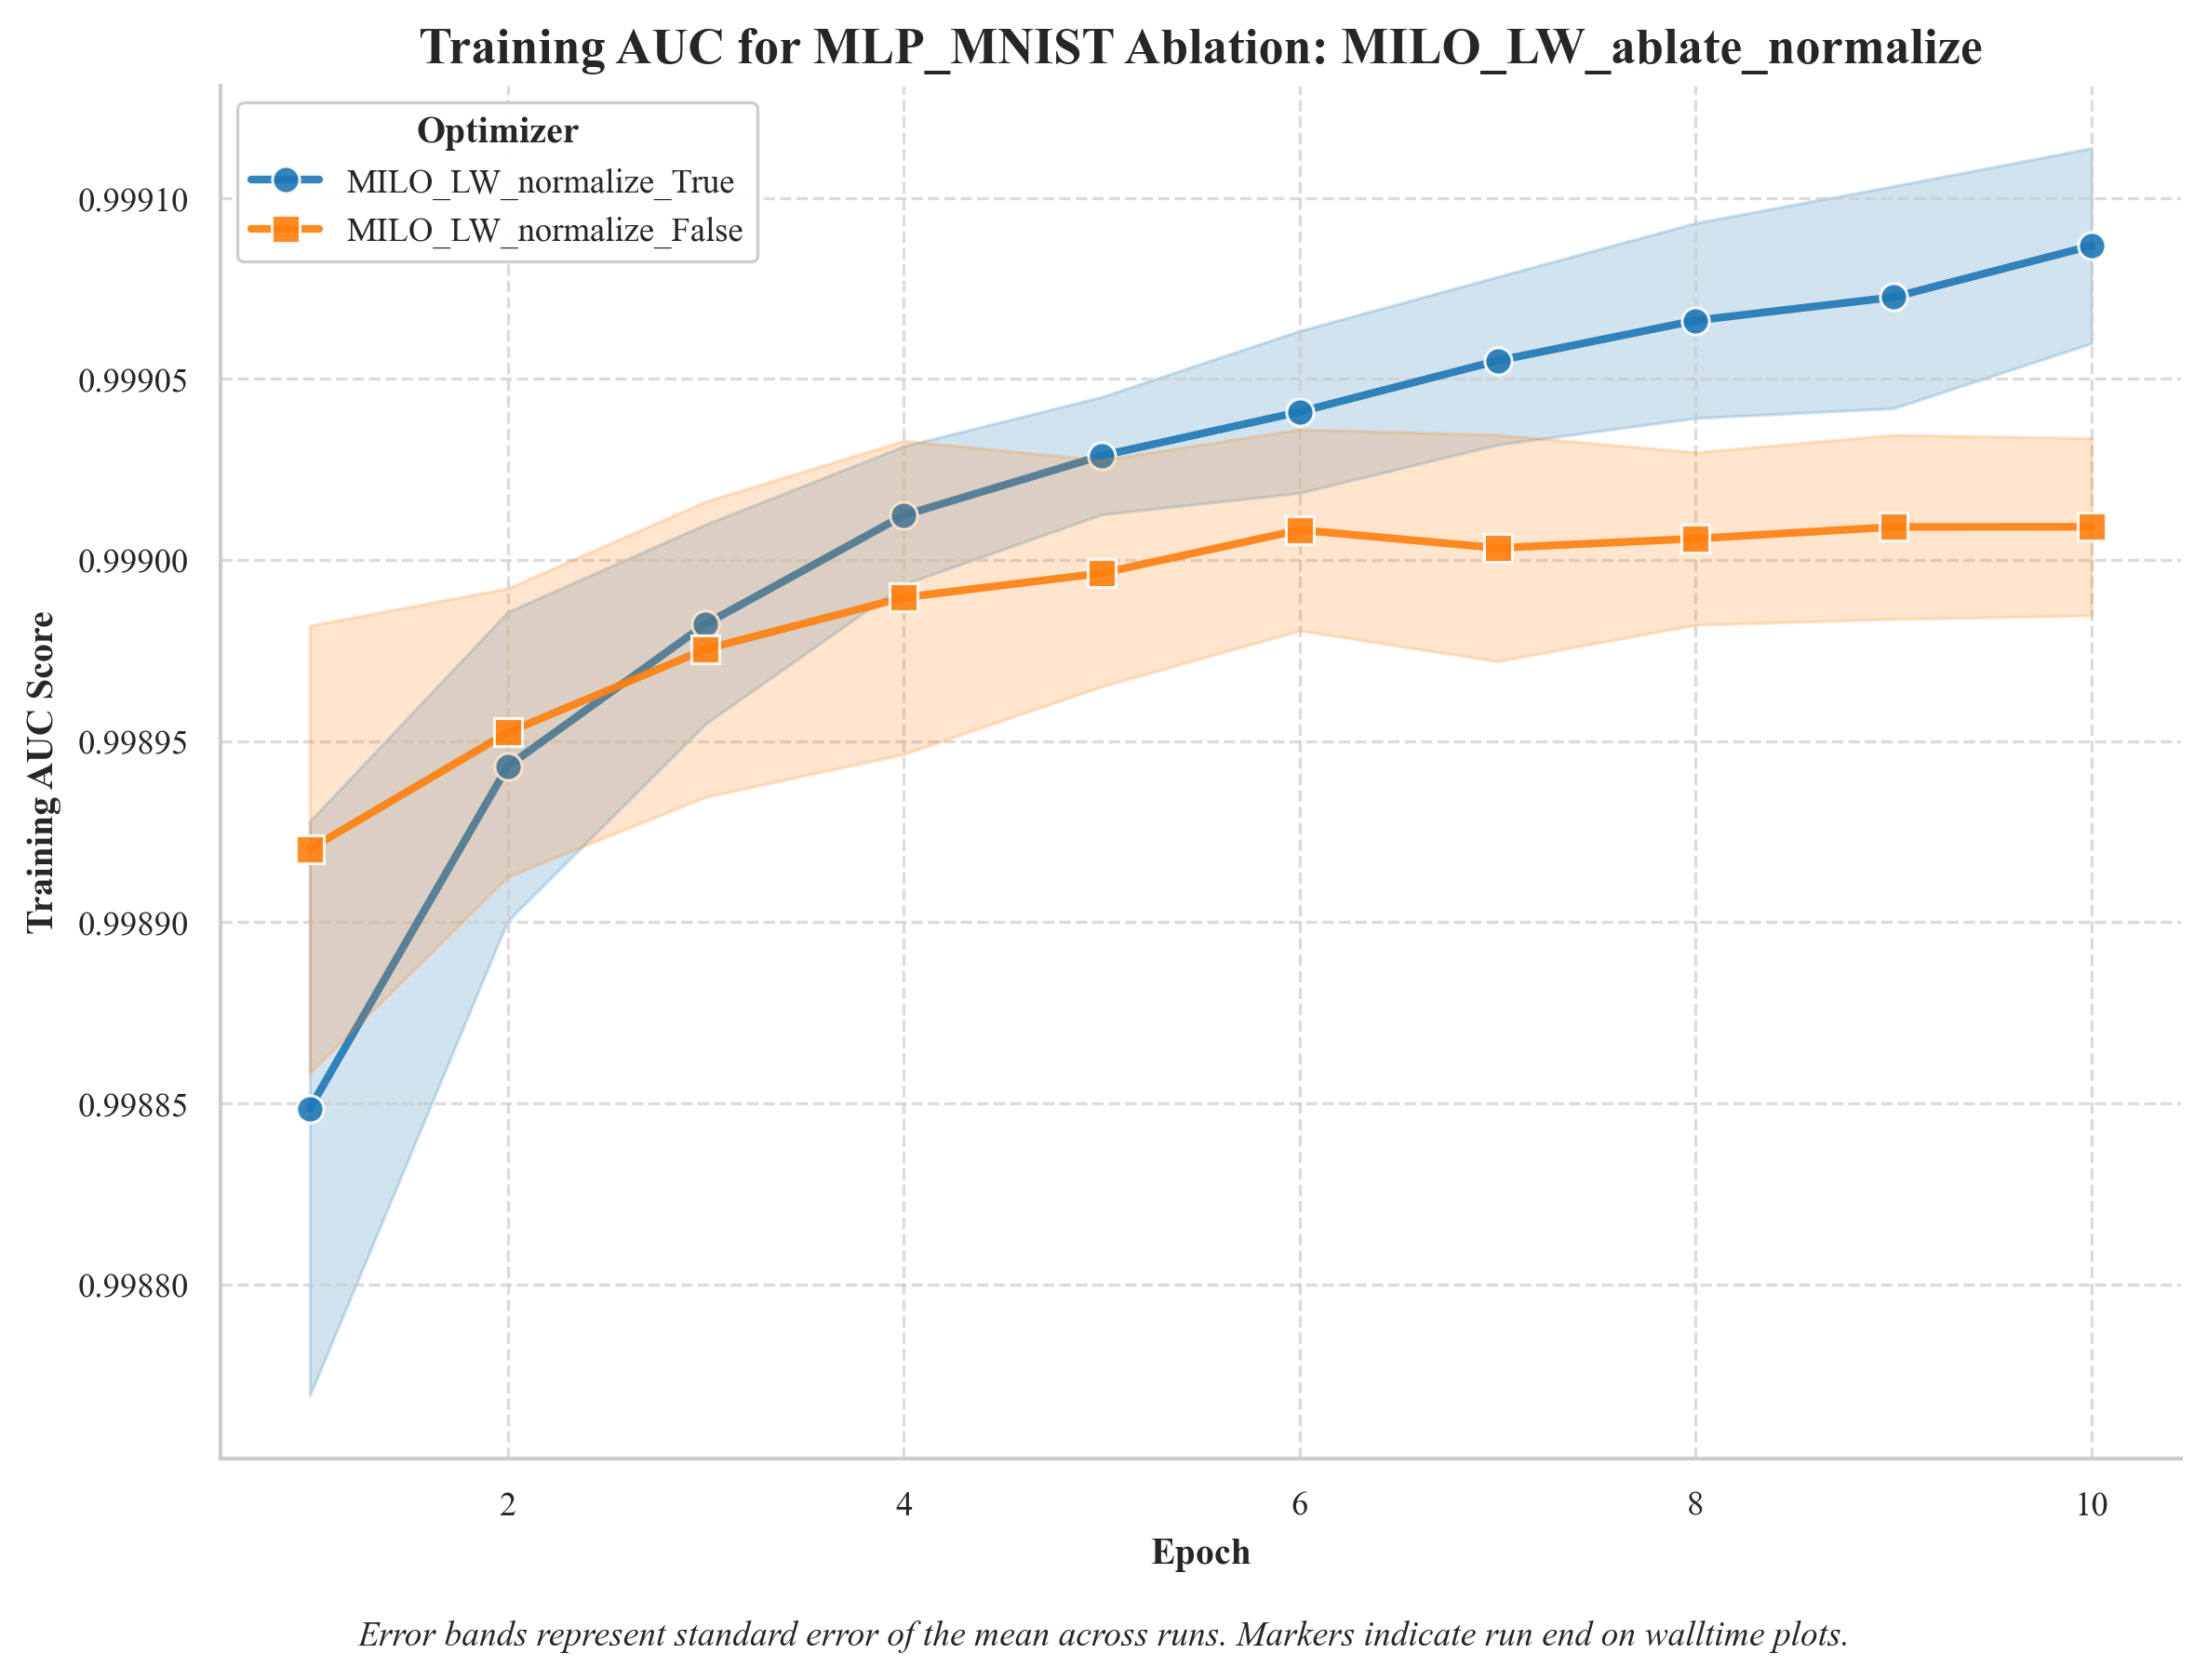 Training AUC for MLP_MNIST Ablation: MILO_LW_ablate_normalize
Optimizer
MILO_LW_normalize_True
MILO_LW_normalize_False
0.99910
0.99905
0.99900
0.99895
0.99890
0.99885
0.99880
Training AUC Score
2 4 6 8 10
Epoch
Error bands represent standard error of the mean across runs. Markers indicate run end on walltime plots.